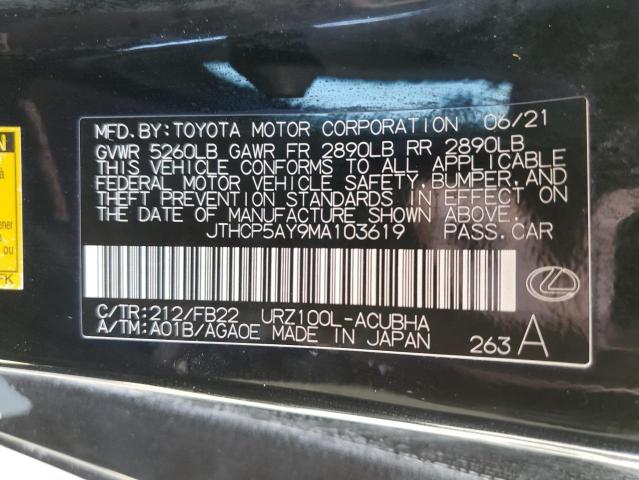 MFD. BY: TOYOTA MOTOR CORPORATION 06/21
GVWR 5260LB GAWR FR 2890LB RR 2890LB
THIS VEHICLE CONFORMS TO ALL APPLICABLE
FEDERAL MOTOR VEHICLE SAFETY, BUMPER, AND
THEFT PREVENTION STANDARDS IN EFFECT ON
THE DATE OF MANUFACTURE SHOWN ABOVE.
JTHCP5AY9MA103619 PASS. CAR
C/TR: 212/FB22 URZ100L-ACUBHA
A/TM: A01B/AGA0E MADE IN JAPAN
263 A